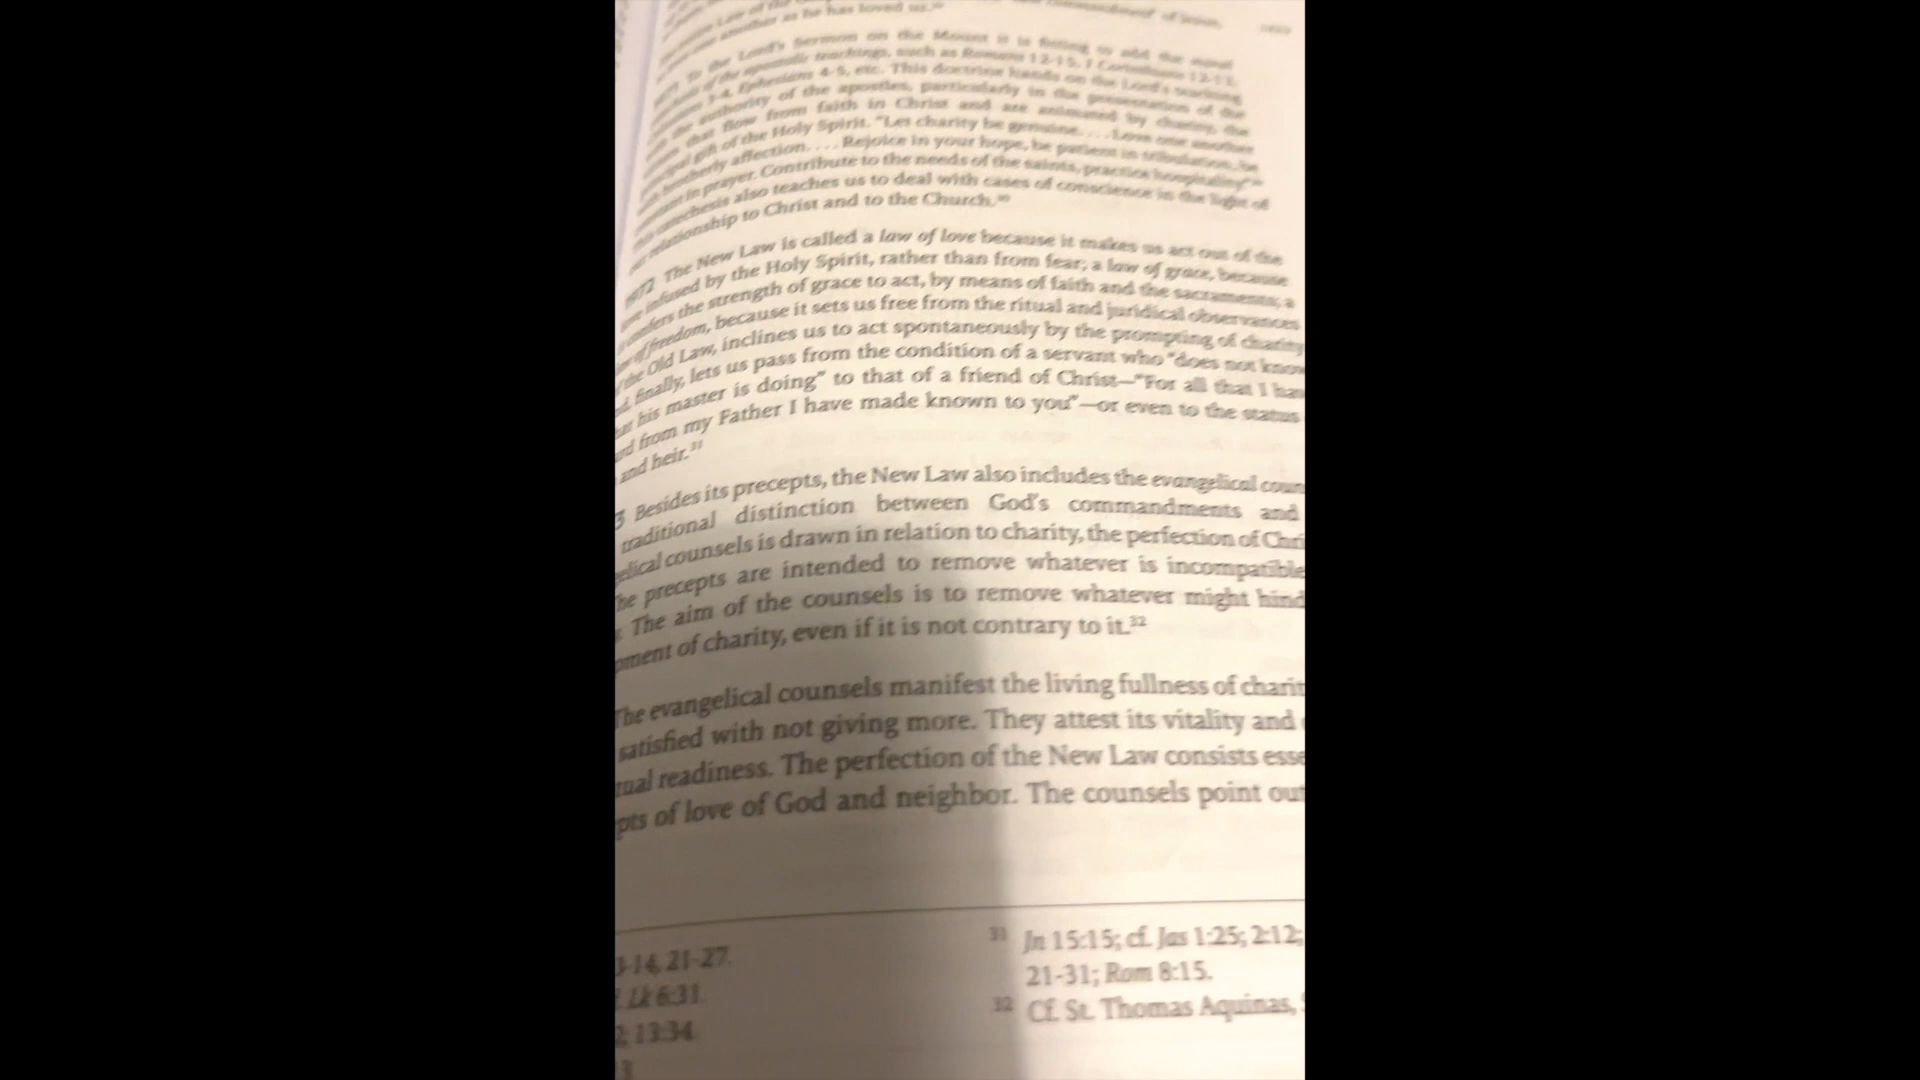 one another as he has loved us."
To the Lord's Sermon on the Mount it is fitting to add the moral
of the apostolic teachings, such as Romans 12-15, 1 Corinthians 12-13,
3-4, Ephesians 4-5, etc. This doctrine hands on the Lord's teaching
the authority of the apostles, particularly in the presentation of the
that flow from faith in Christ and are animated by charity, the
gift of the Holy Spirit. "Let charity be genuine. . . . Love one another
brotherly affection. . . . Rejoice in your hope, be patient in tribulation, be
in prayer. Contribute to the needs of the saints, practice hospitality."
catechesis also teaches us to deal with cases of conscience in the light of
relationship to Christ and to the Church.
1972 The New Law is called a law of love because it makes us act out of the
love infused by the Holy Spirit, rather than from fear; a law of grace, because
confers the strength of grace to act, by means of faith and the sacraments; a
of freedom, because it sets us free from the ritual and juridical observances
of the Old Law, inclines us to act spontaneously by the prompting of charity
finally, lets us pass from the condition of a servant who "does not know
his master is doing" to that of a friend of Christ—"For all that I hav
rd from my Father I have made known to you"—or even to the status
and heir.31
3 Besides its precepts, the New Law also includes the evangelical coun
traditional distinction between God's commandments and
elical counsels is drawn in relation to charity, the perfection of Chri
he precepts are intended to remove whatever is incompatible
. The aim of the counsels is to remove whatever might hind
pment of charity, even if it is not contrary to it.32
The evangelical counsels manifest the living fullness of charit
satisfied with not giving more. They attest its vitality and
tual readiness. The perfection of the New Law consists esse
pts of love of God and neighbor. The counsels point out
3-14, 21-27.
Lk 6:31.
13:34.
31 Jn 15:15; cf. Jas 1:25; 2:12;
21-31; Rom 8:15.
32 Cf. St. Thomas Aquinas,